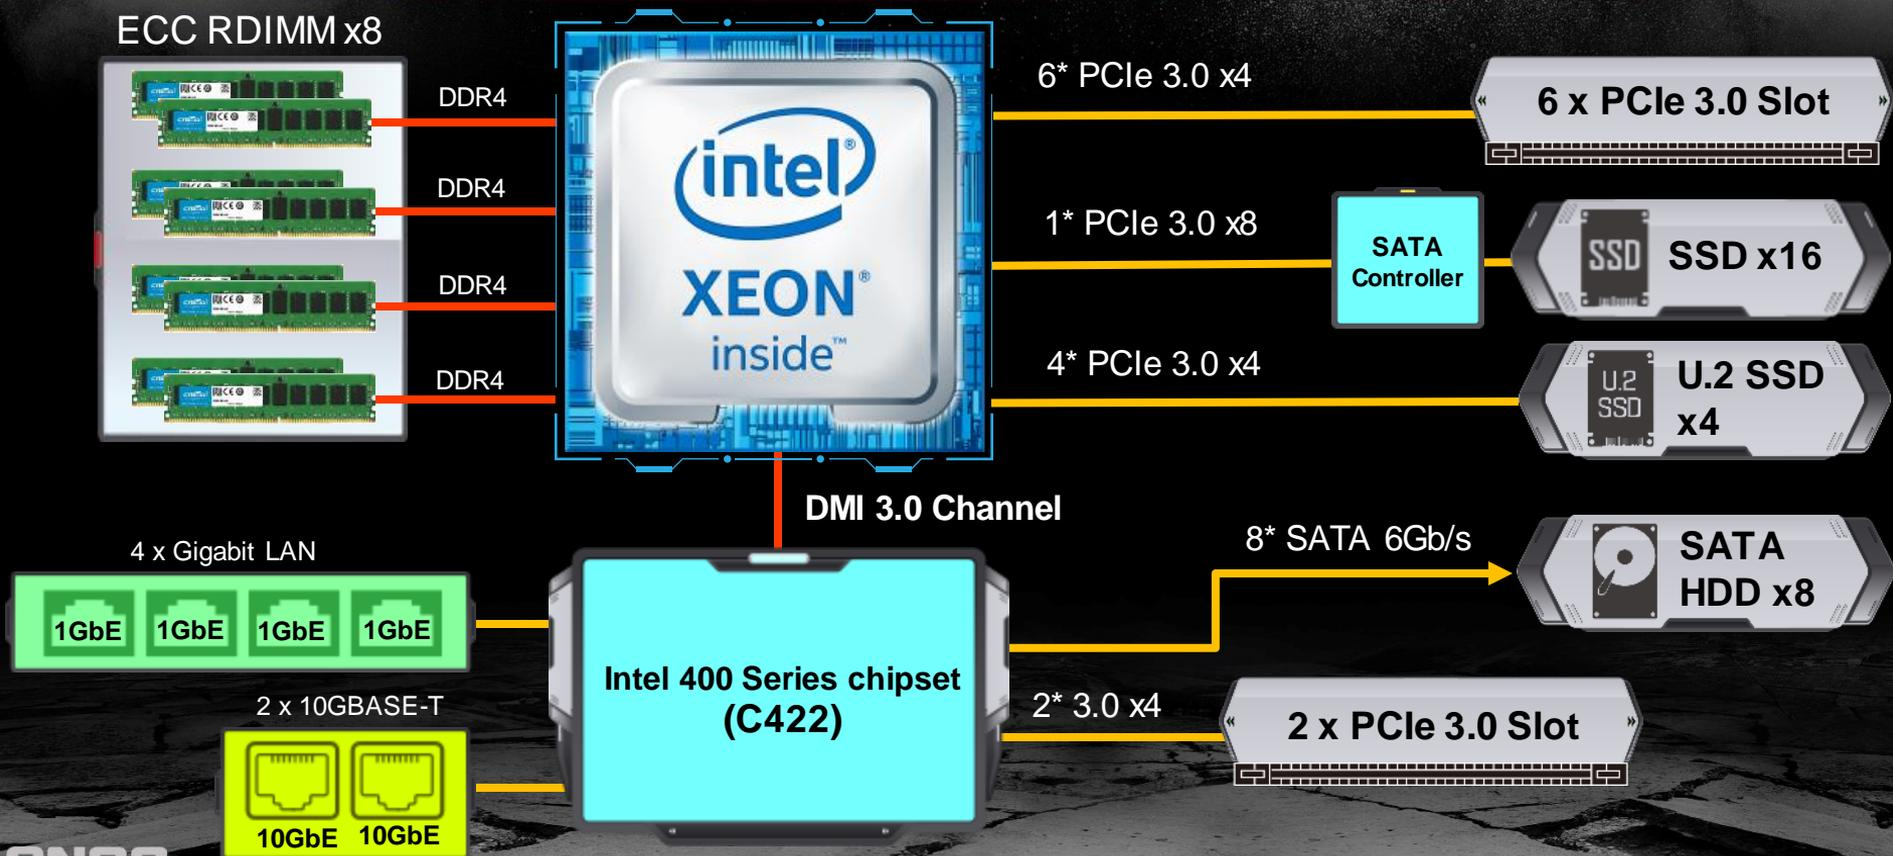 ECC RDIMM x8
DDR4
DDR4
DDR4
DDR4
intel®
XEON®
inside™
6* PCIe 3.0 x4
6 x PCIe 3.0 Slot
1* PCIe 3.0 x8
SATA
Controller
SSD
SSD x16
4* PCIe 3.0 x4
U.2
SSD
U.2 SSD
x4
DMI 3.0 Channel
4 x Gigabit LAN
1GbE
1GbE
1GbE
1GbE
2 x 10GBASE-T
10GbE
10GbE
Intel 400 Series chipset
(C422)
8* SATA 6Gb/s
SATA
HDD x8
2* 3.0 x4
2 x PCIe 3.0 Slot